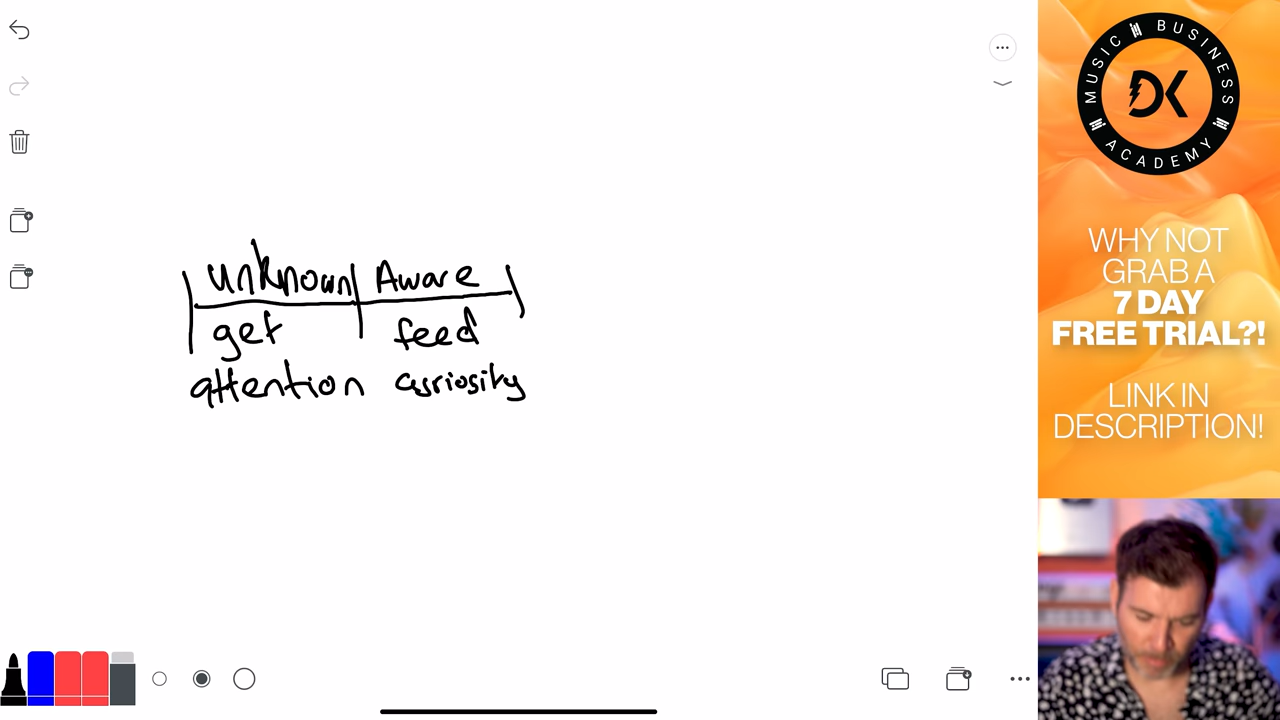 unknown Aware
get feed
attention curiosity
MUSIC BUSINESS ACADEMY
DK
WHY NOT
GRAB A
7 DAY
FREE TRIAL?!
LINK IN
DESCRIPTION!